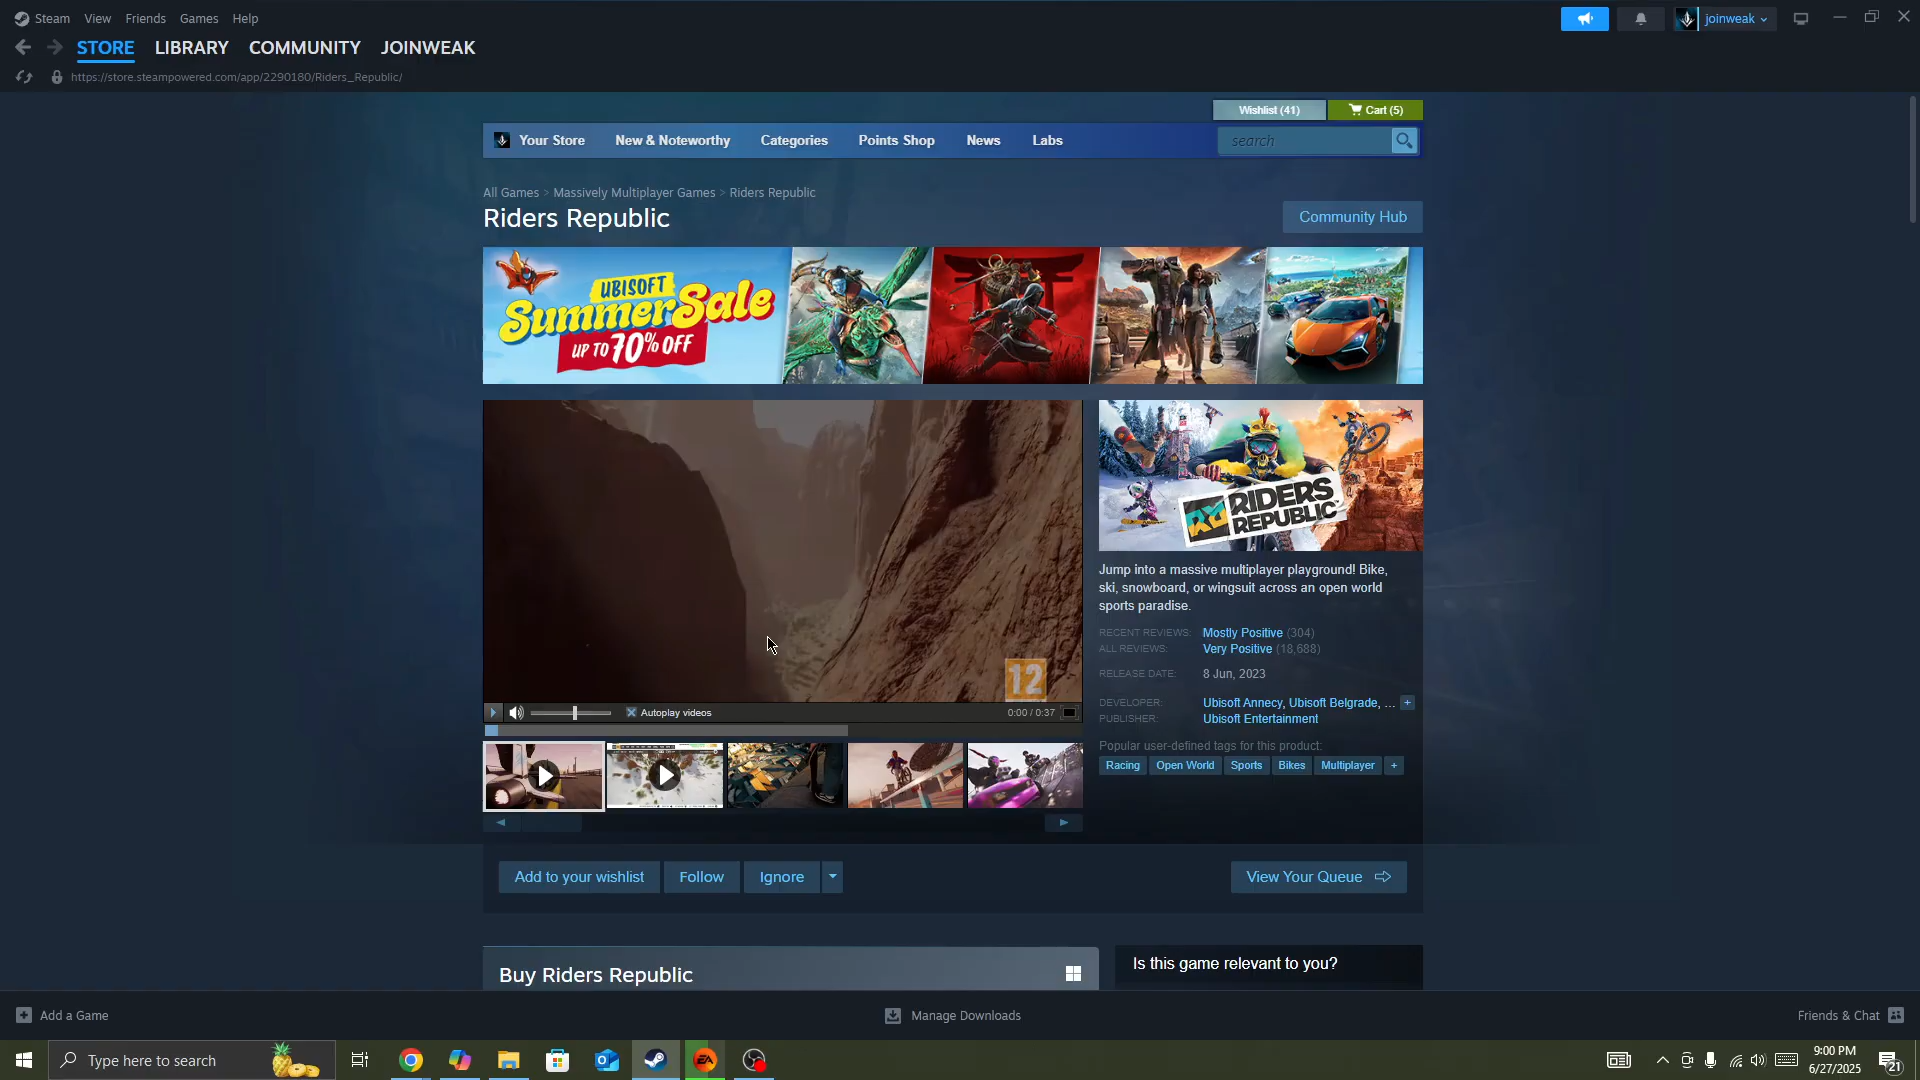 Steam View Friends Games Help
joinweak
STORE LIBRARY COMMUNITY JOINWEAK
https://store.steampowered.com/app/2290180/Riders_Republic/
Wishlist (41) Cart (5)
Your Store New & Noteworthy Categories Points Shop News Labs search
All Games > Massively Multiplayer Games > Riders Republic
Riders Republic
Community Hub
UBISOFT
Summer Sale
UP TO 70% OFF
RIDERS
REPUBLIC
Jump into a massive multiplayer playground! Bike,
ski, snowboard, or wingsuit across an open world
sports paradise.
RECENT REVIEWS: Mostly Positive (304)
ALL REVIEWS: Very Positive (18,688)
RELEASE DATE: 8 Jun, 2023
DEVELOPER: Ubisoft Annecy, Ubisoft Belgrade, ... +
PUBLISHER: Ubisoft Entertainment
Popular user-defined tags for this product:
Racing Open World Sports Bikes Multiplayer +
12
Autoplay videos 0:00 / 0:37
Add to your wishlist Follow Ignore View Your Queue
Buy Riders Republic
Is this game relevant to you?
Add a Game Manage Downloads Friends & Chat
Type here to search
EA
9:00 PM
6/27/2025
21